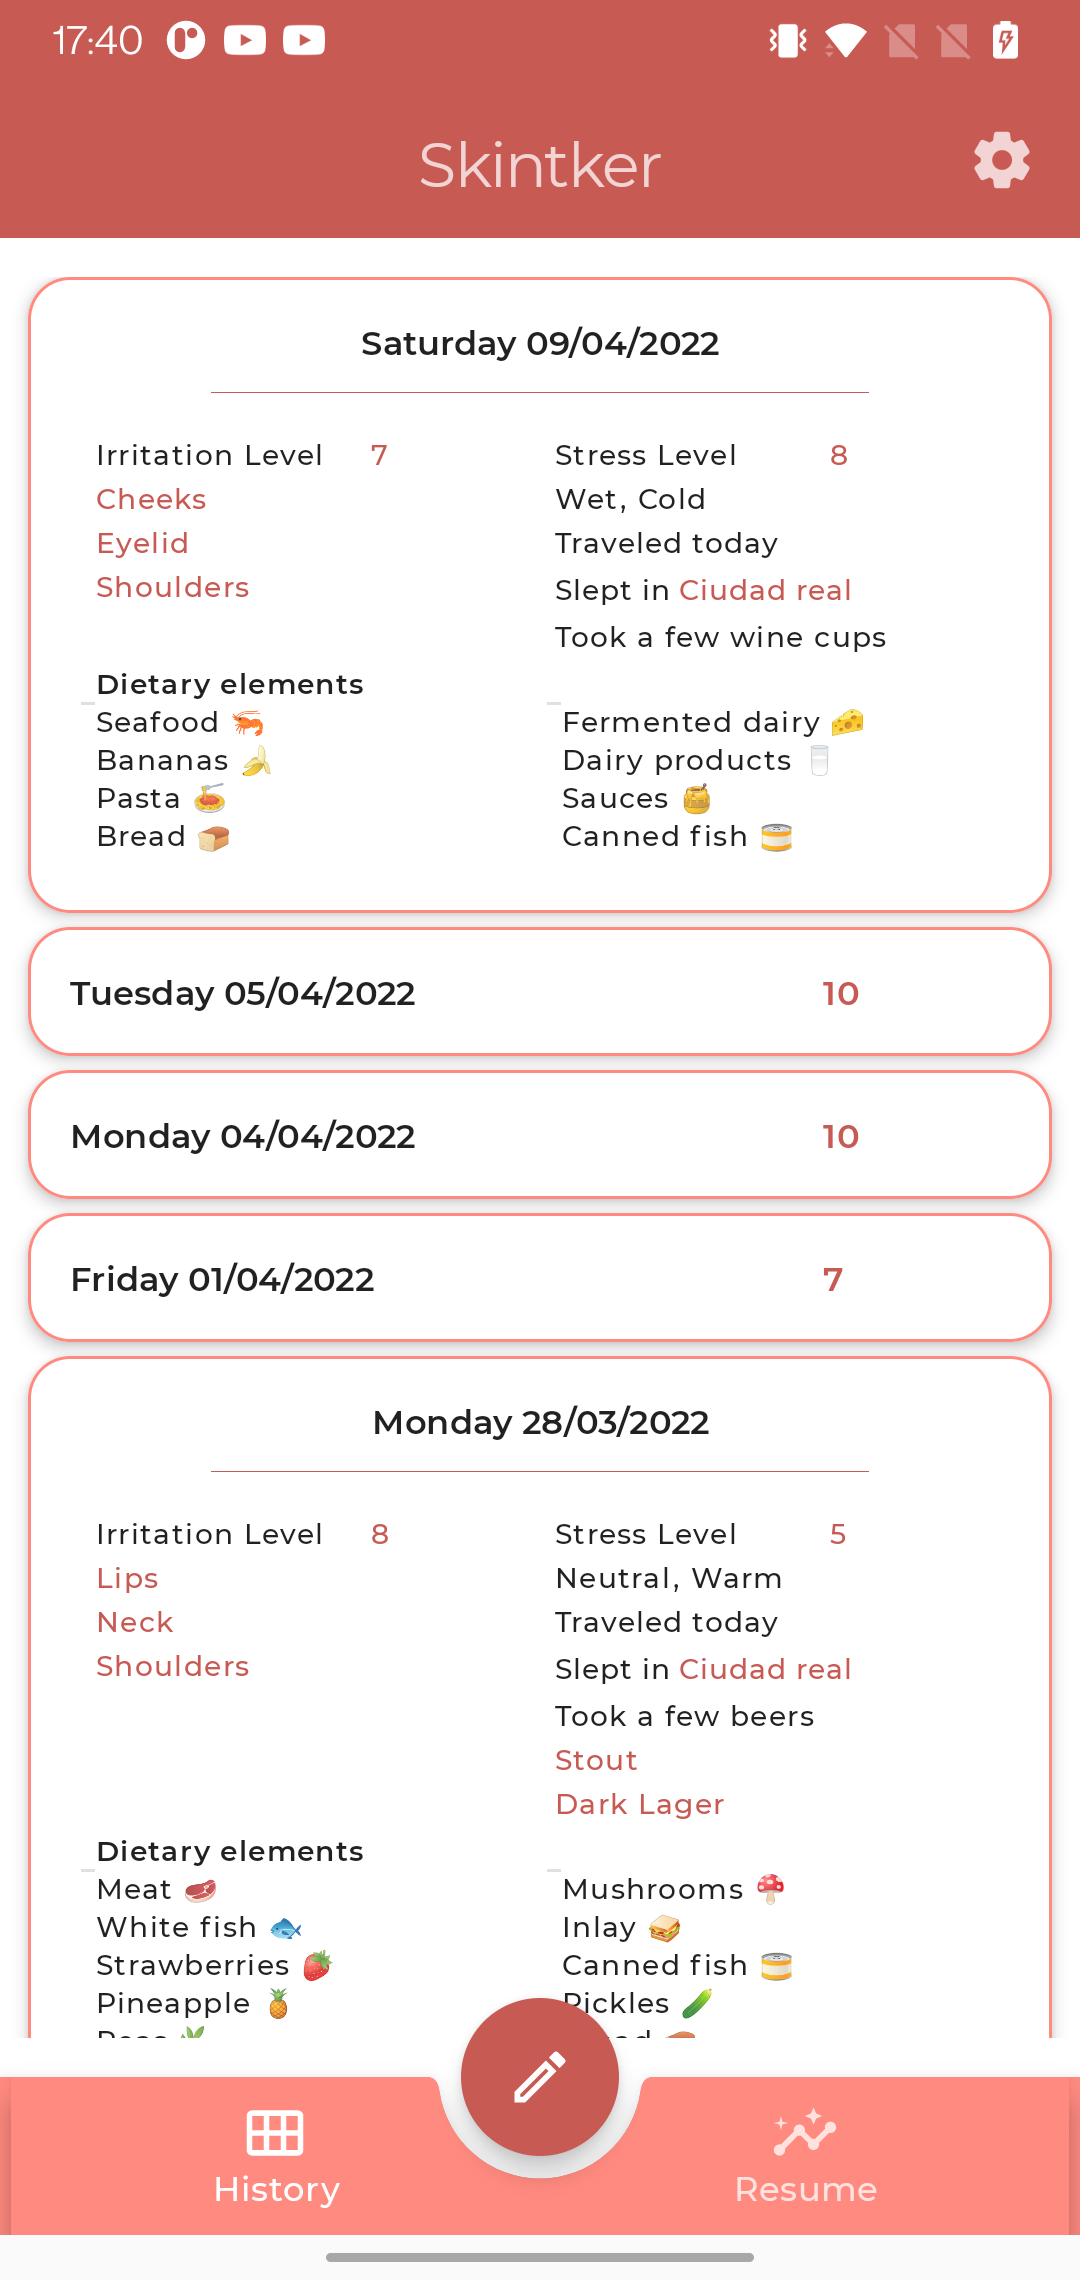 17:40
Skintker
Saturday 09/04/2022
Irritation Level 7
Cheeks
Eyelid
Shoulders
Stress Level 8
Wet, Cold
Traveled today
Slept in Ciudad real
Took a few wine cups
Dietary elements
Seafood 🦐
Bananas 🍌
Pasta 🍝
Bread 🍞
Fermented dairy 🧀
Dairy products 🥛
Sauces 🍯
Canned fish 🥫
Tuesday 05/04/2022 10
Monday 04/04/2022 10
Friday 01/04/2022 7
Monday 28/03/2022
Irritation Level 8
Lips
Neck
Shoulders
Stress Level 5
Neutral, Warm
Traveled today
Slept in Ciudad real
Took a few beers
Stout
Dark Lager
Dietary elements
Meat 🥩
White fish 🐟
Strawberries 🍓
Pineapple 🍍
Mushrooms 🍄
Inlay 🥪
Canned fish 🥫
Pickles 🥒
History
Resume